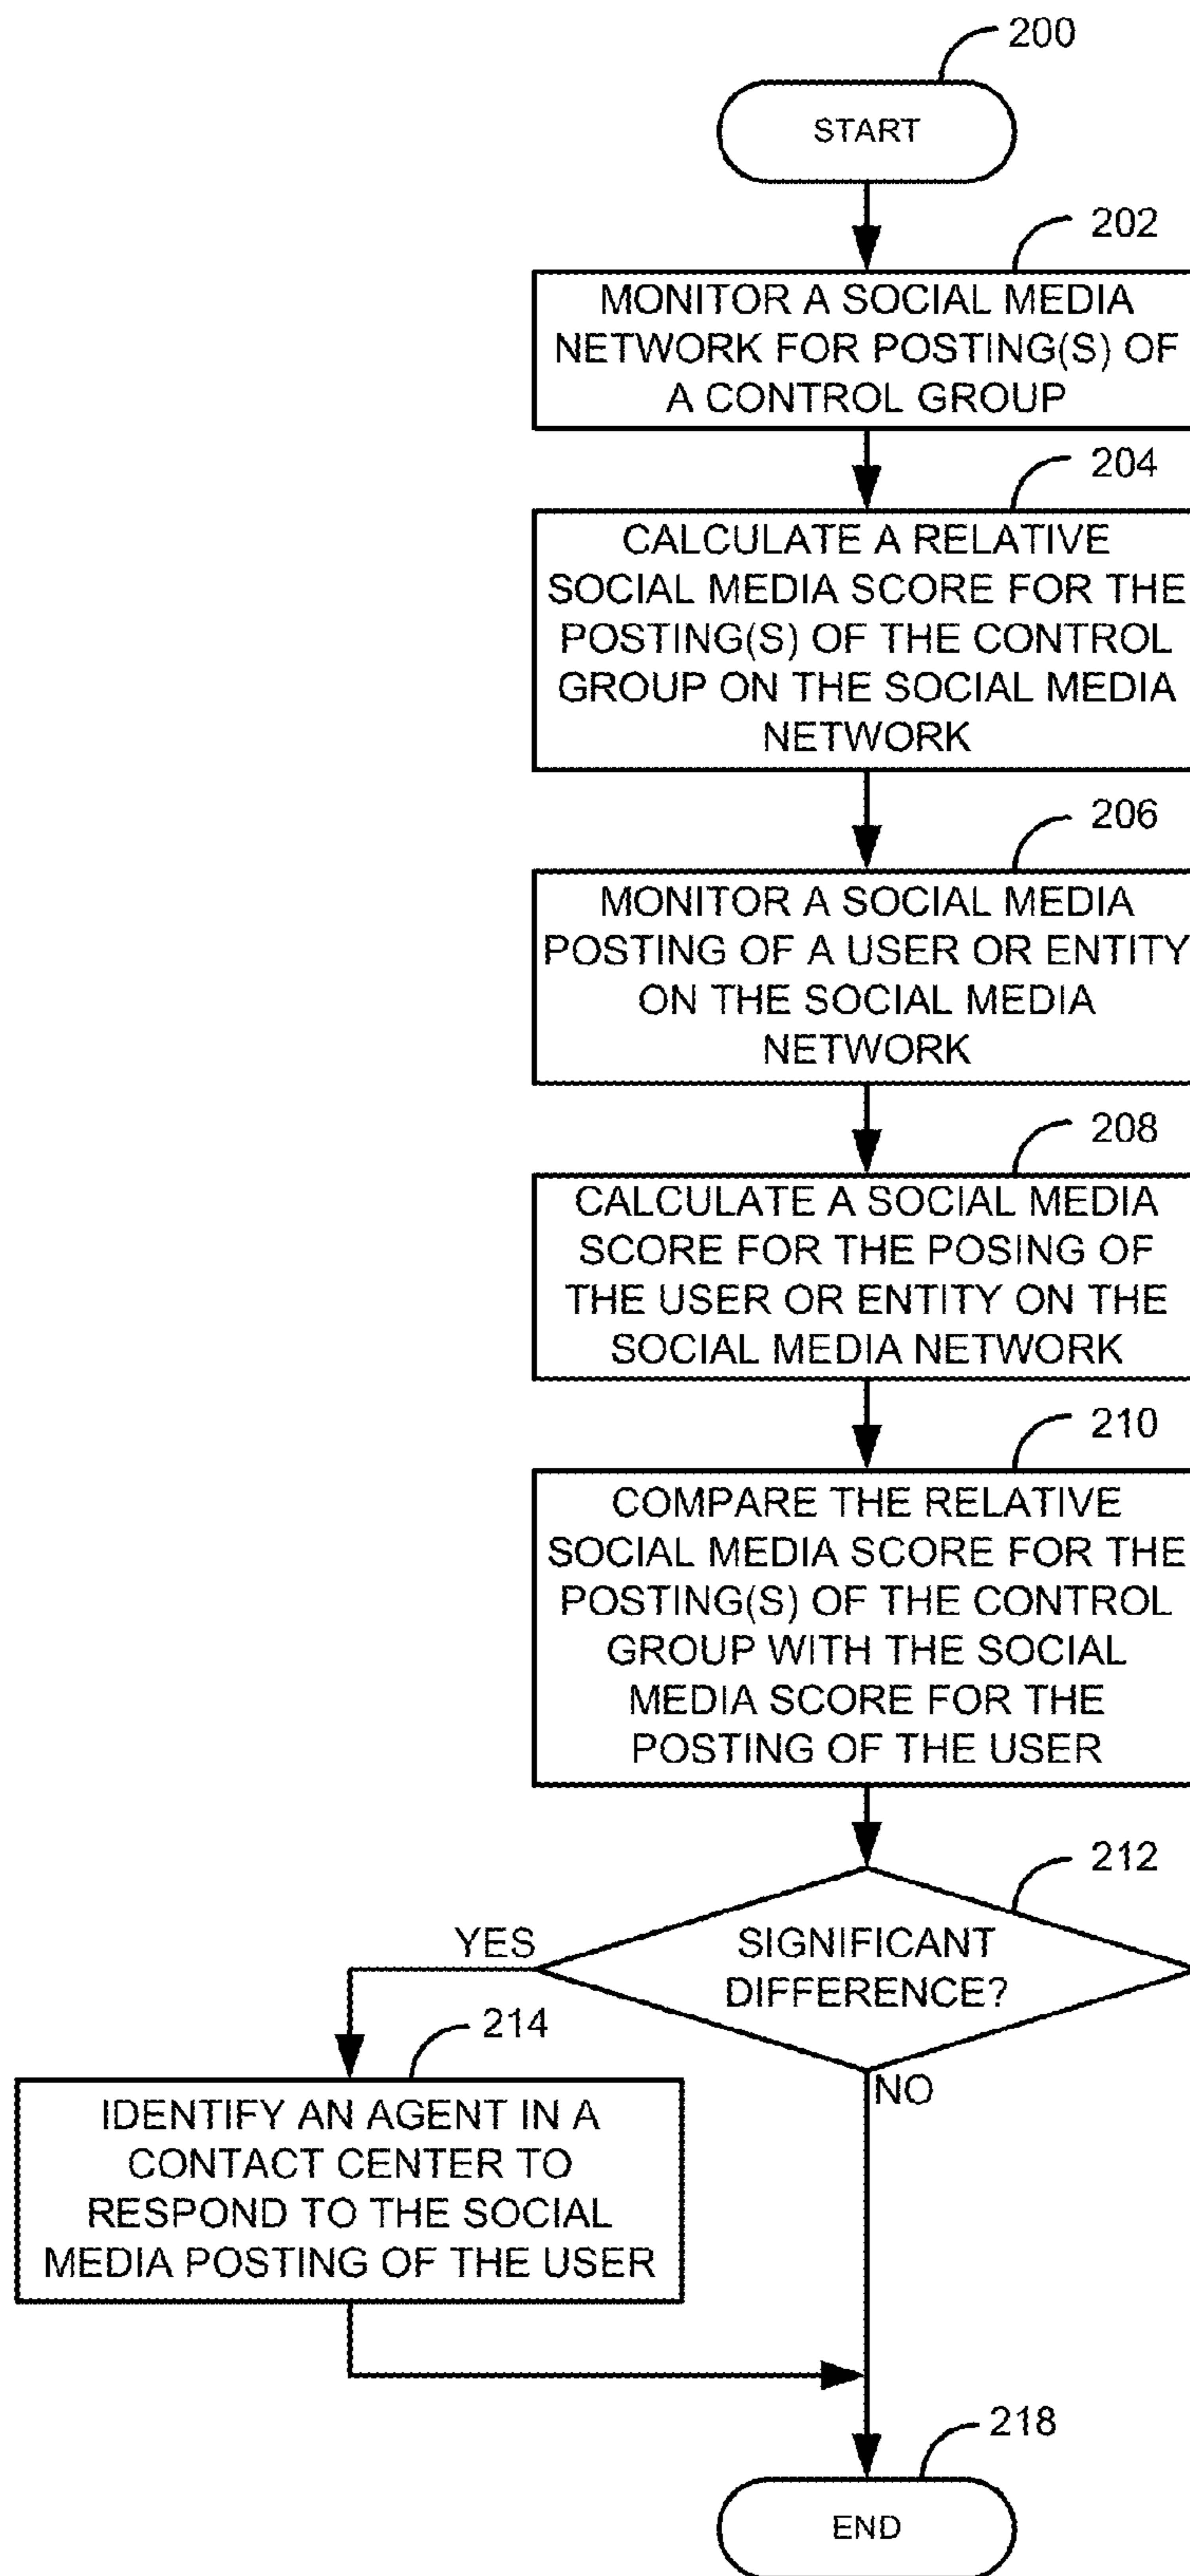 200
START
202
MONITOR A SOCIAL MEDIA
NETWORK FOR POSTING(S) OF
A CONTROL GROUP
204
CALCULATE A RELATIVE
SOCIAL MEDIA SCORE FOR THE
POSTING(S) OF THE CONTROL
GROUP ON THE SOCIAL MEDIA
NETWORK
206
MONITOR A SOCIAL MEDIA
POSTING OF A USER OR ENTITY
ON THE SOCIAL MEDIA
NETWORK
208
CALCULATE A SOCIAL MEDIA
SCORE FOR THE POSING OF
THE USER OR ENTITY ON THE
SOCIAL MEDIA NETWORK
210
COMPARE THE RELATIVE
SOCIAL MEDIA SCORE FOR THE
POSTING(S) OF THE CONTROL
GROUP WITH THE SOCIAL
MEDIA SCORE FOR THE
POSTING OF THE USER
212
YES
SIGNIFICANT
DIFFERENCE?
214
NO
IDENTIFY AN AGENT IN A
CONTACT CENTER TO
RESPOND TO THE SOCIAL
MEDIA POSTING OF THE USER
218
END